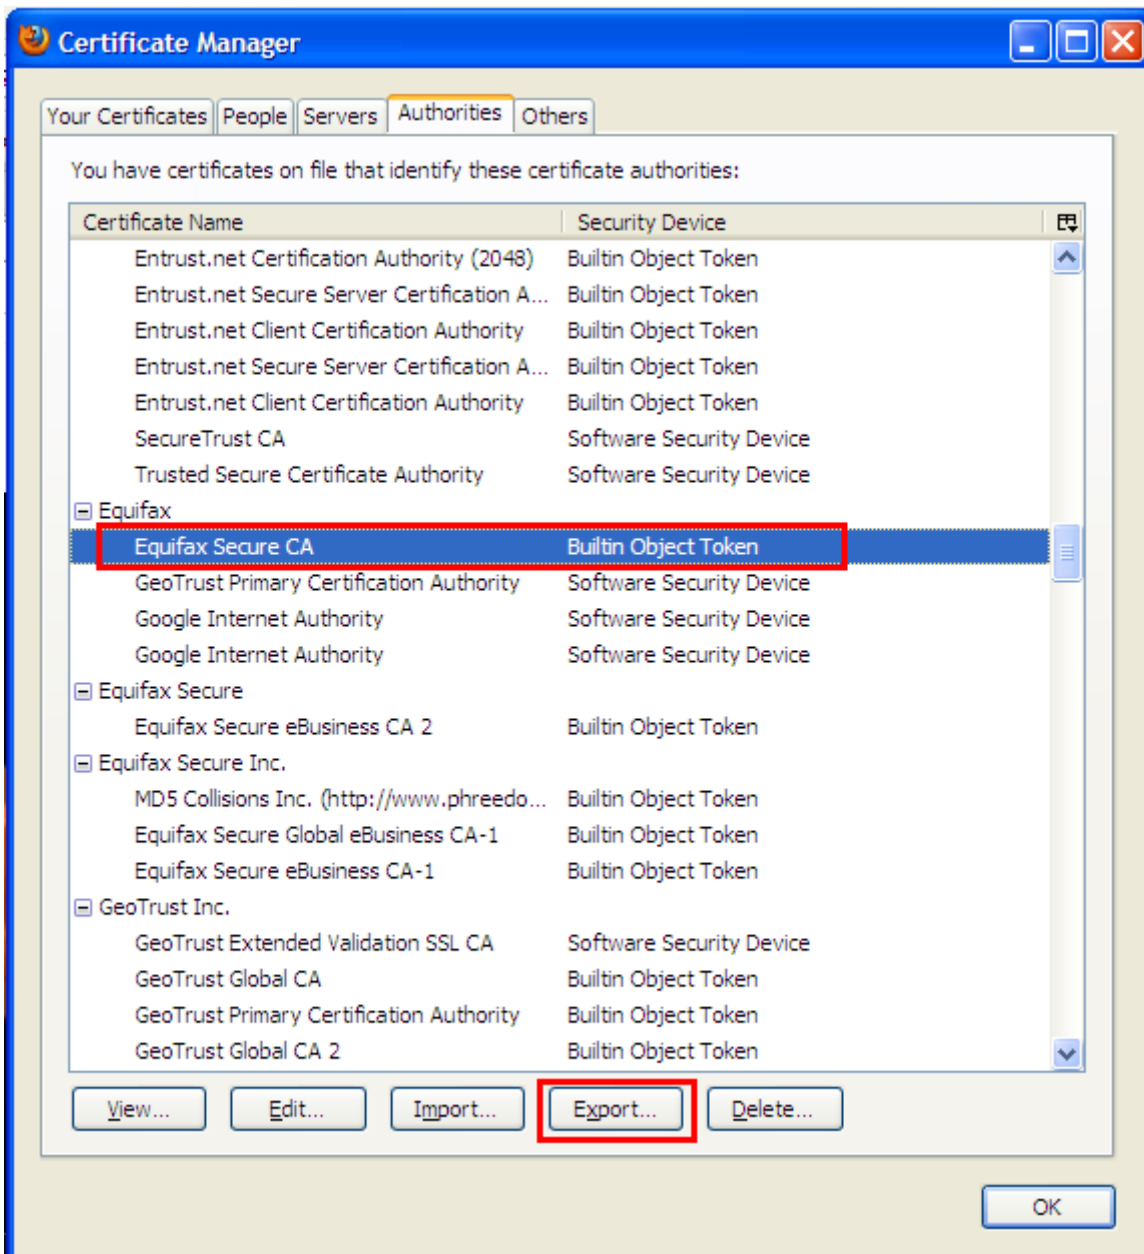 Certificate Manager
Your Certificates People Servers Authorities Others
You have certificates on file that identify these certificate authorities:
Certificate Name Security Device
Entrust.net Certification Authority (2048) Builtin Object Token
Entrust.net Secure Server Certification A... Builtin Object Token
Entrust.net Client Certification Authority Builtin Object Token
Entrust.net Secure Server Certification A... Builtin Object Token
Entrust.net Client Certification Authority Builtin Object Token
SecureTrust CA Software Security Device
Trusted Secure Certificate Authority Software Security Device
Equifax
Equifax Secure CA Builtin Object Token
GeoTrust Primary Certification Authority Software Security Device
Google Internet Authority Software Security Device
Google Internet Authority Software Security Device
Equifax Secure
Equifax Secure eBusiness CA 2 Builtin Object Token
Equifax Secure Inc.
MD5 Collisions Inc. (http://www.phreedo... Builtin Object Token
Equifax Secure Global eBusiness CA-1 Builtin Object Token
Equifax Secure eBusiness CA-1 Builtin Object Token
GeoTrust Inc.
GeoTrust Extended Validation SSL CA Software Security Device
GeoTrust Global CA Builtin Object Token
GeoTrust Primary Certification Authority Builtin Object Token
GeoTrust Global CA 2 Builtin Object Token
View... Edit... Import... Export... Delete...
OK